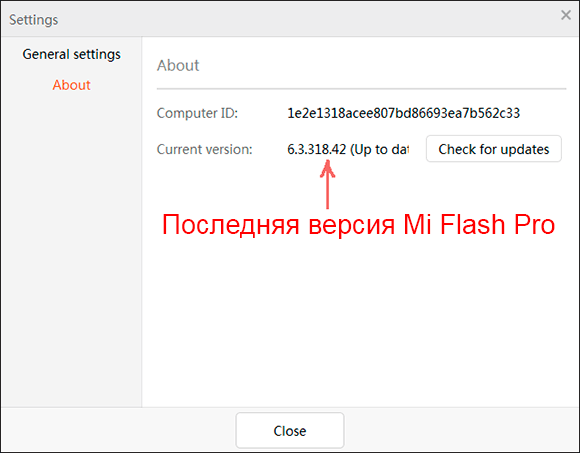 Settings
General settings
About
About
Computer ID: 1e2e1318acee807bd86693ea7b562c33
Current version: 6.3.318.42 (Up to dat Check for updates
Последняя версия Mi Flash Pro
Close